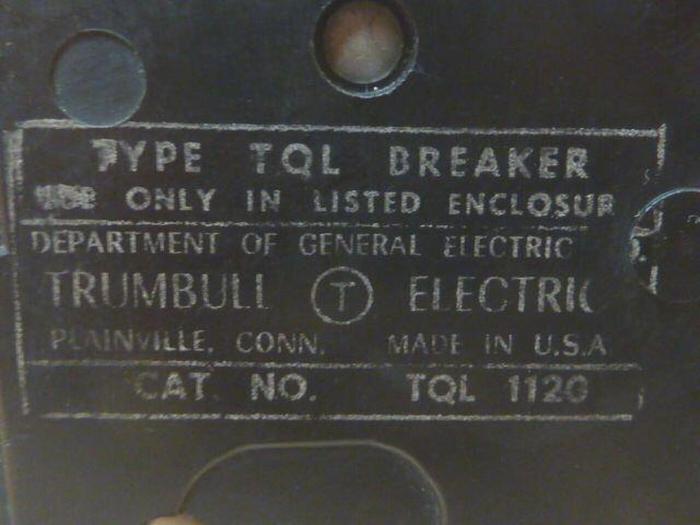 TYPE TQL BREAKER
USE ONLY IN LISTED ENCLOSUR
DEPARTMENT OF GENERAL ELECTRIC
TRUMBULL T ELECTRIC
PLAINVILLE, CONN. MADE IN U.S.A
CAT. NO. TQL 1120